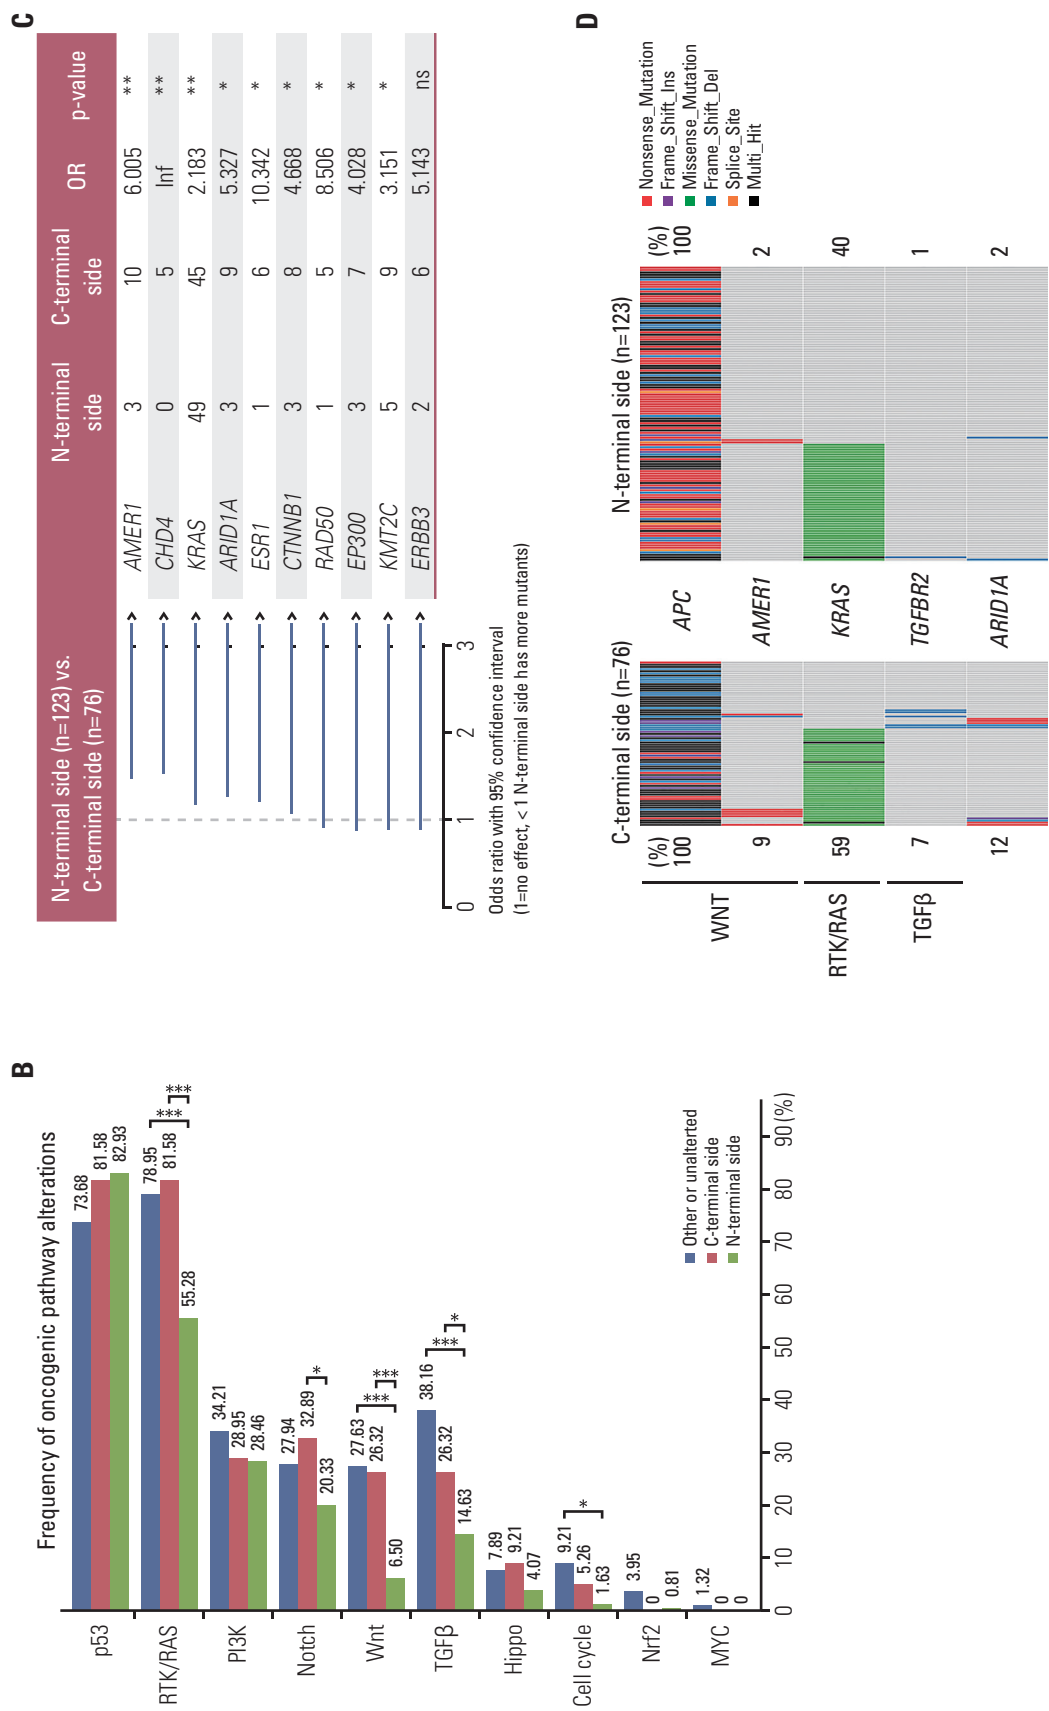 B
Frequency of oncogenic pathway alterations
p53
73.68
81.58
82.93
RTK/RAS
78.95
81.58
55.28
***
**
PI3K
34.21
28.95
28.46
Notch
27.94
32.89
20.33
*
Wnt
27.63
26.32
6.50
***
***
TGFβ
38.16
26.32
14.63
***
*
Hippo
7.89
9.21
4.07
Cell cycle
9.21
5.26
1.63
*
Nrf2
3.95
0
0.81
MYC
1.32
0
0
0 10 20 30 40 50 60 70 80 90 (%)
Other or unalterted
C-terminal side
N-terminal side
C
N-terminal side (n=123) vs.
C-terminal side (n=76)
N-terminal side C-terminal side OR p-value
AMER1 3 10 6.005 **
CHD4 0 5 Inf **
KRAS 49 45 2.183 **
ARID1A 3 9 5.327 *
ESR1 1 6 10.342 *
CTNNB1 3 8 4.668 *
RAD50 1 5 8.506 *
EP300 3 7 4.028 *
KMT2C 5 9 3.151 *
ERBB3 2 6 5.143 ns
0 1 2 3
Odds ratio with 95% confidence interval
(1=no effect, < 1 N-terminal side has more mutants)
D
C-terminal side (n=76) N-terminal side (n=123)
(%) (%)
WNT 100 APC 100
9 AMER1 2
RTK/RAS 59 KRAS 40
TGFβ 7 TGFBR2 1
12 ARID1A 2
Nonsense_Mutation
Frame_Shift_Ins
Missense_Mutation
Frame_Shift_Del
Splice_Site
Multi_Hit